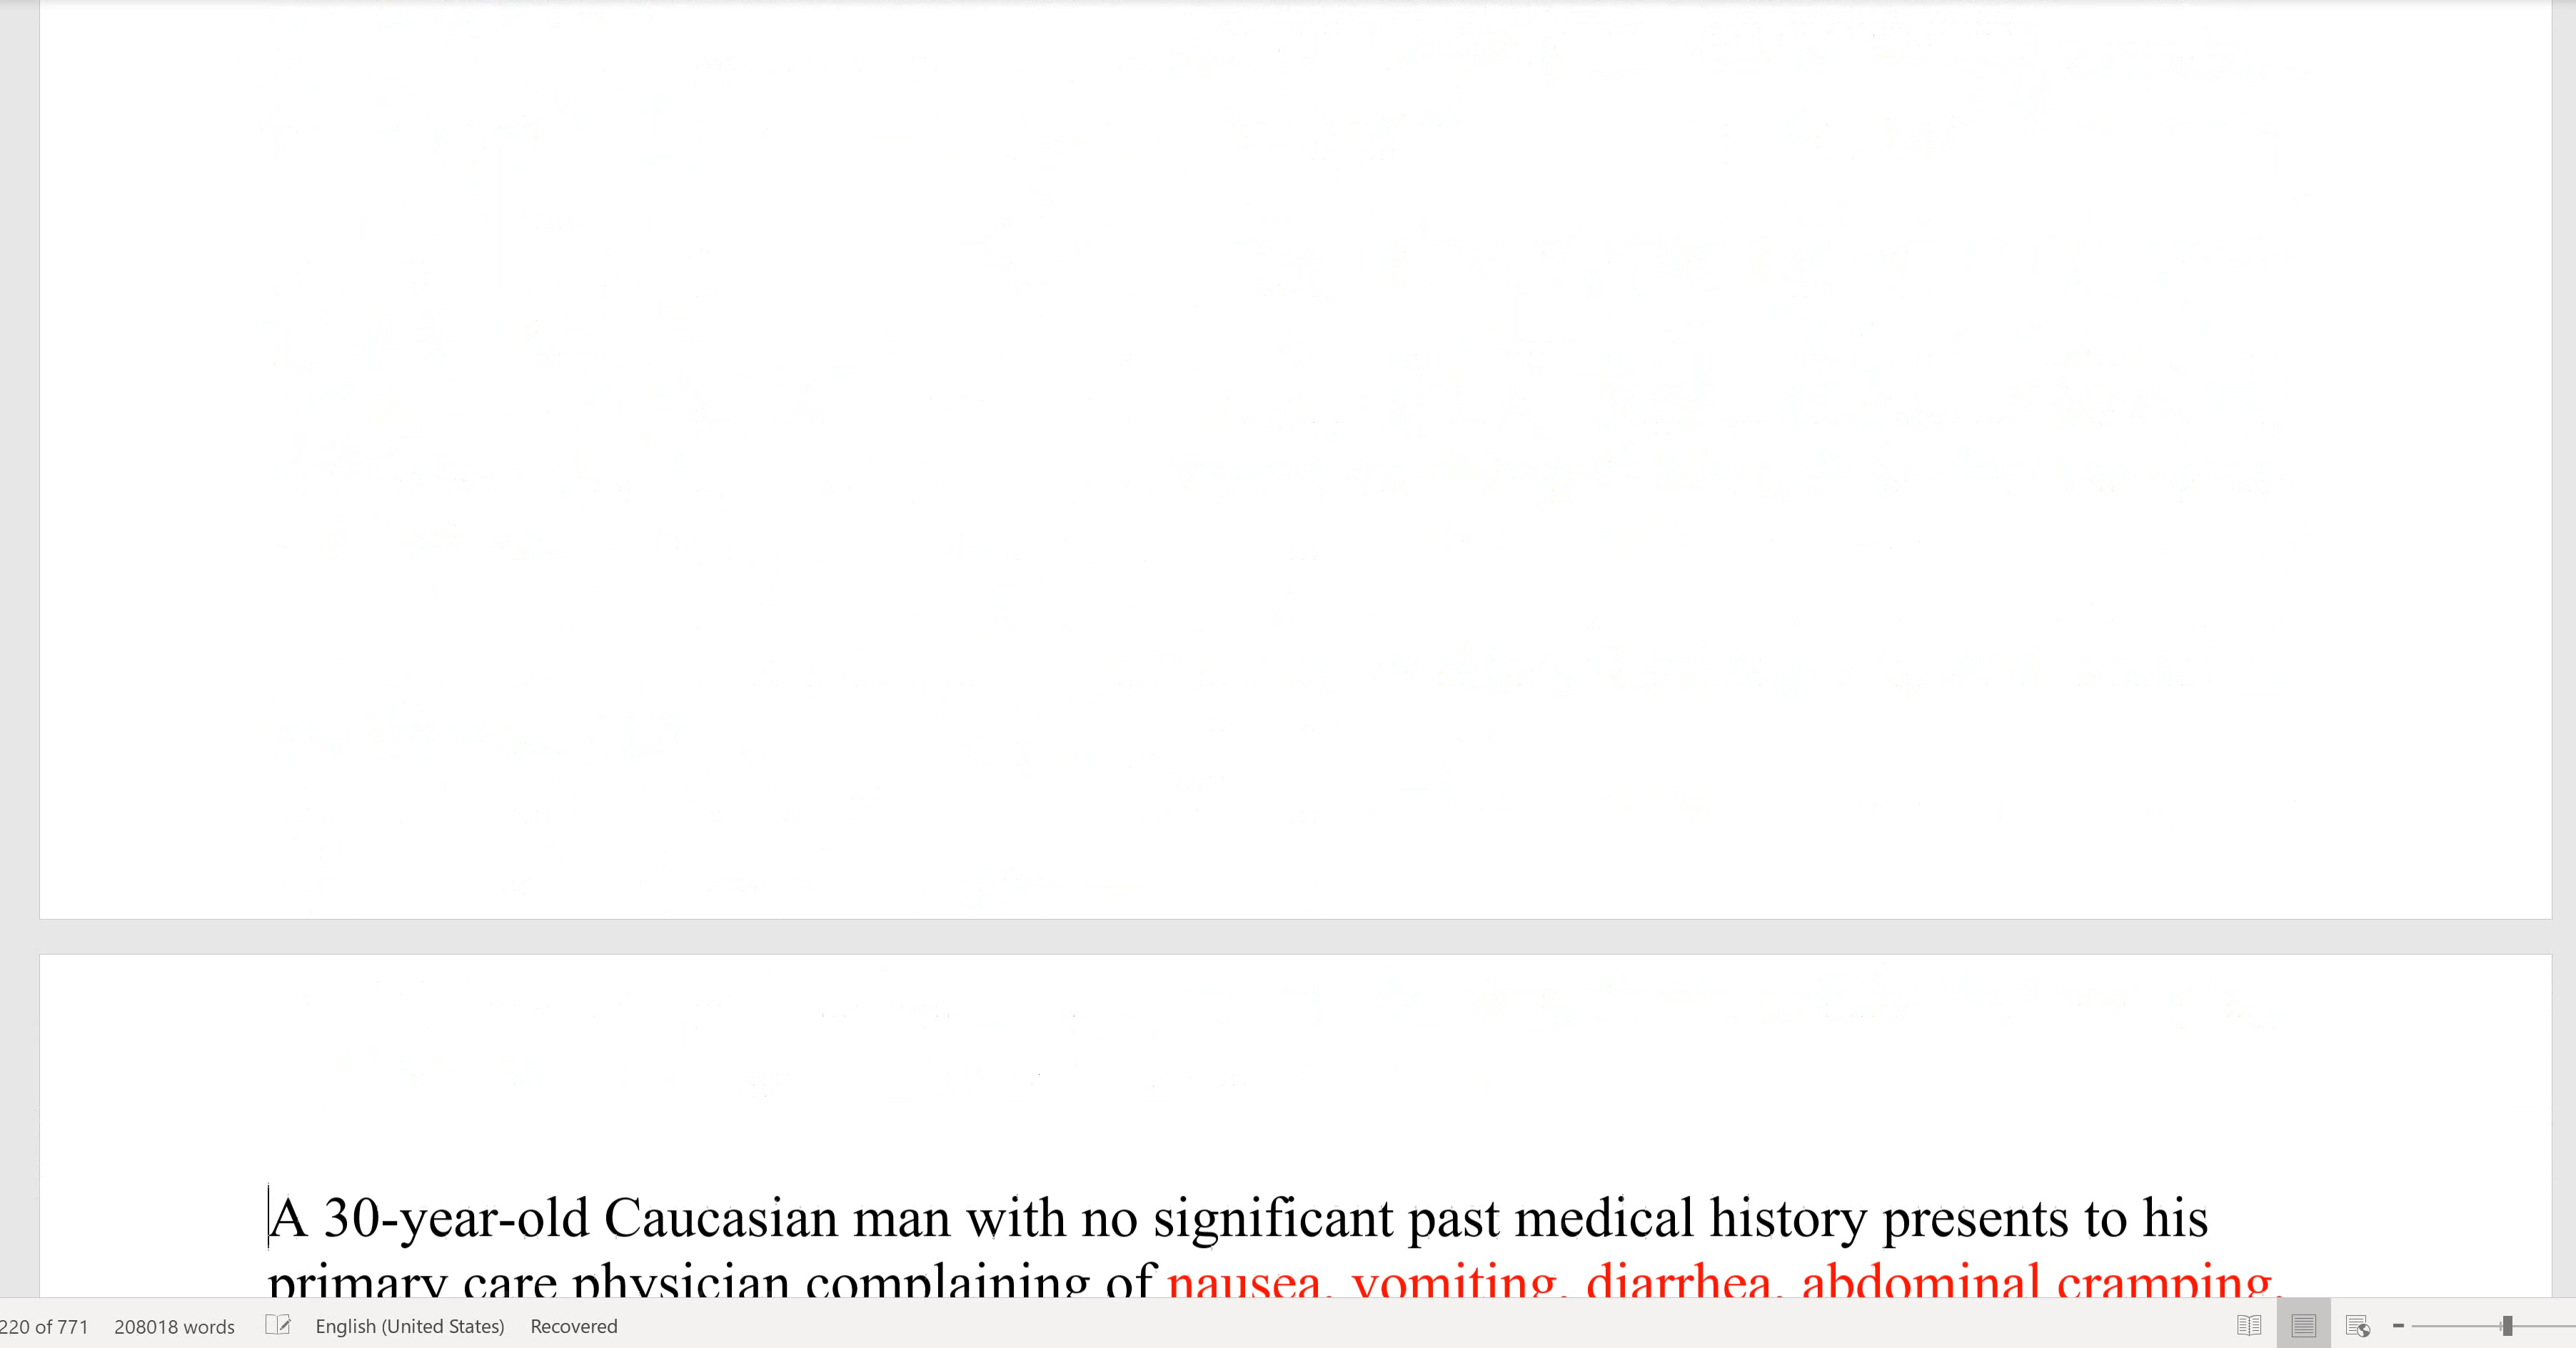 A 30-year-old Caucasian man with no significant past medical history presents to his
primary care physician complaining of nausea, vomiting, diarrhea, abdominal cramping,
220 of 771 208018 words English (United States) Recovered